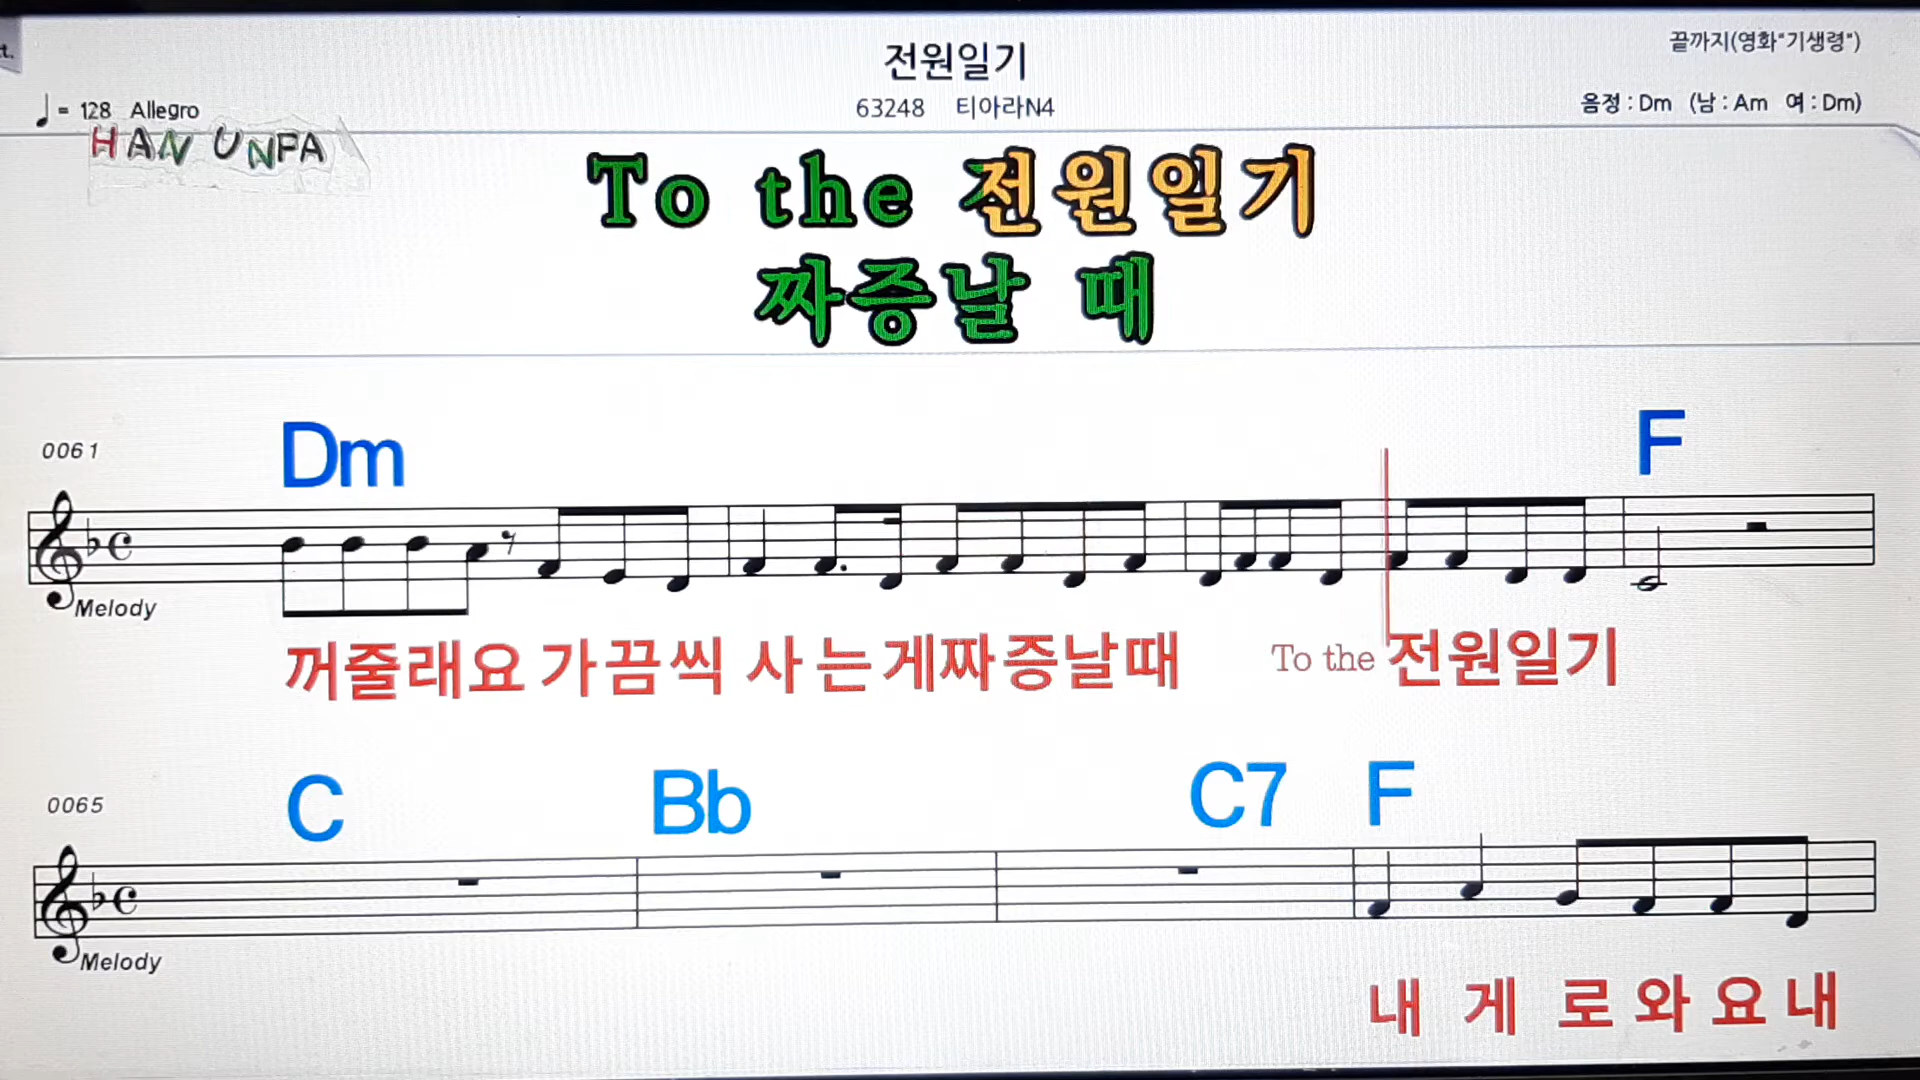 t.
전원일기
끝까지(영화"기생령")
♩= 128 Allegro
63248 티아라N4
음정 : Dm (남 : Am 여 : Dm)
HAN UNFA
To the 전원일기
짜증날 때
0061
Dm
F
Melody
꺼줄래요 가끔씩 사는게짜증날때 To the 전원일기
0065
C
Bb
C7
F
Melody
내 게 로 와 요 내